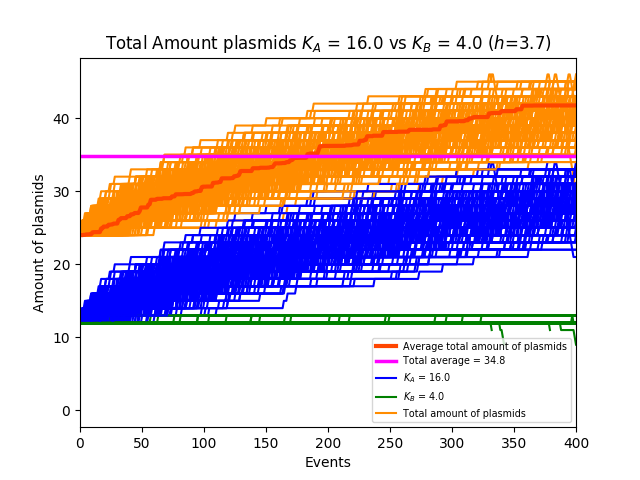 Total Amount plasmids K_A = 16.0 vs K_B = 4.0 (h=3.7)
Amount of plasmids
40
30
20
10
0
Average total amount of plasmids
Total average = 34.8
K_A = 16.0
K_B = 4.0
Total amount of plasmids
0 50 100 150 200 250 300 350 400
Events